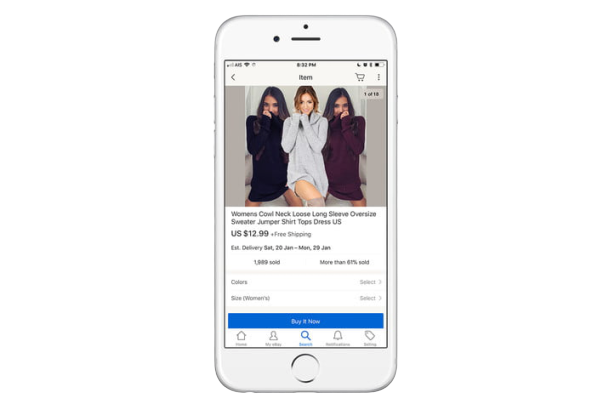 AIS
8:32 PM
Item
1 of 18
Womens Cowl Neck Loose Long Sleeve Oversize
Sweater Jumper Shirt Tops Dress US
US $12.99 +Free Shipping
Est. Delivery Sat, 20 Jan – Mon, 29 Jan
1,989 sold More than 61% sold
Colors Select
Size (Women's) Select
Buy It Now
Home My eBay Search Notifications Selling